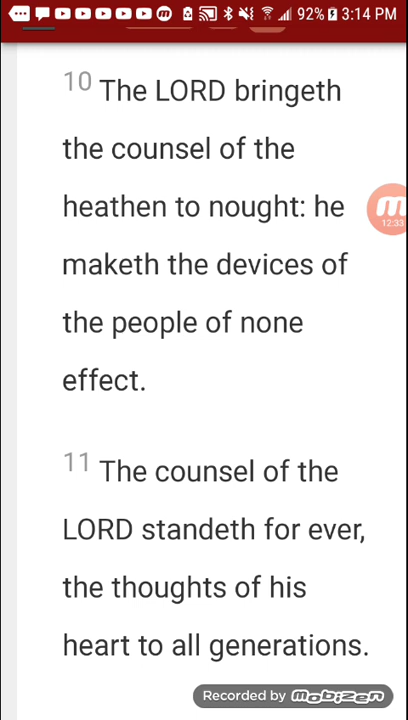 92% 3:14 PM
10 The LORD bringeth
the counsel of the
heathen to nought: he
12:33
maketh the devices of
the people of none
effect.
11 The counsel of the
LORD standeth for ever,
the thoughts of his
heart to all generations.
Recorded by mobizen